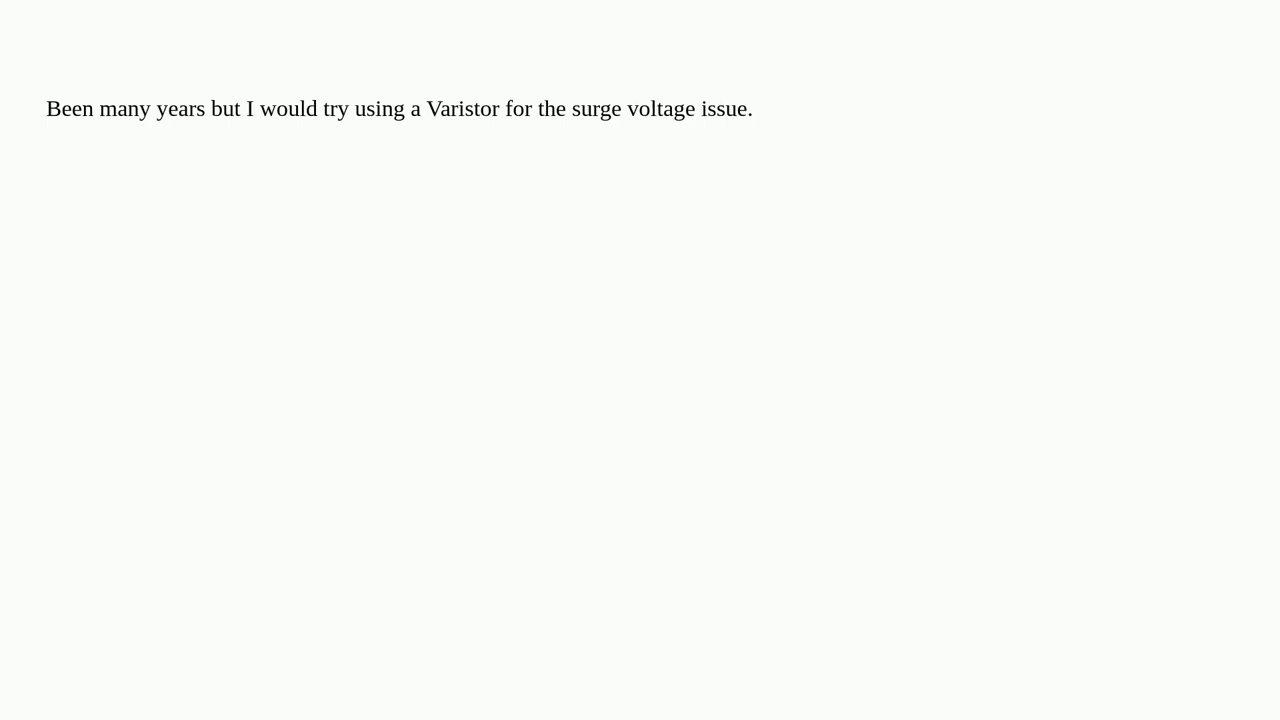 Been many years but I would try using a Varistor for the surge voltage issue.